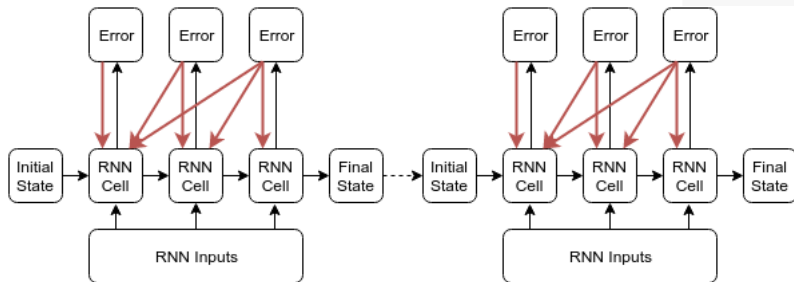 Error Error Error Error Error Error
Initial State RNN Cell RNN Cell RNN Cell Final State Initial State RNN Cell RNN Cell RNN Cell Final State
RNN Inputs RNN Inputs